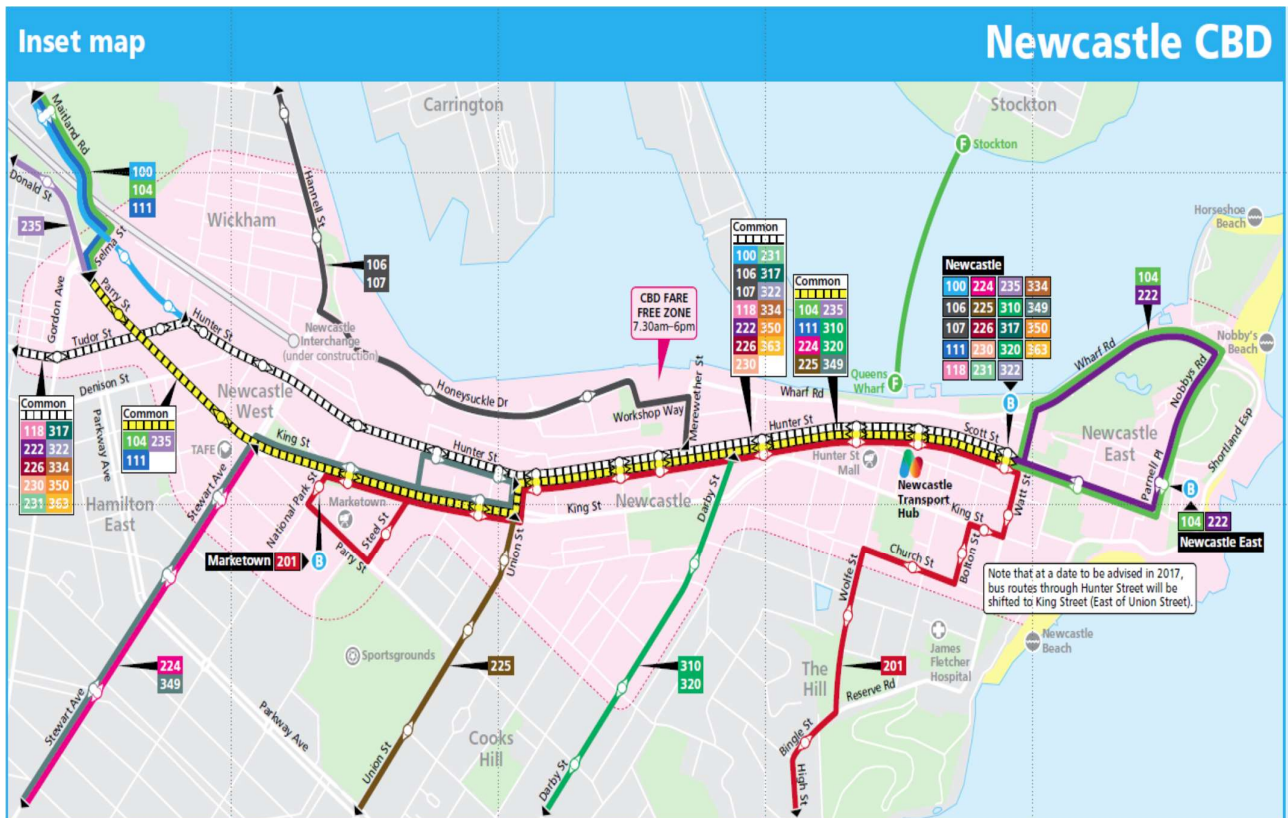 Inset map
Newcastle CBD
Carrington
Stockton
F Stockton
Maitland Rd
Donald St
100
104
111
235
Selma St
Wickham
Hannell St
106
107
Horseshoe
Beach
Parry St
Gordon Ave
Tudor St
Hunter St
Newcastle
Interchange
(under construction)
CBD FARE
FREE ZONE
7.30am–6pm
Common
100 231
106 317
107 322
118 334
222 350
226 363
230
Common
104 235
111 310
224 320
225 349
Newcastle
100 224 235 334
106 225 310 349
107 226 317 350
111 230 320 363
118 231 322
B
104
222
Wharf Rd
Nobby's
Beach
Nobbys Rd
Queens
Wharf F
Denison St
Parkway Ave
Newcastle
West
Honeysuckle Dr
Workshop Way
Merewether St
Wharf Rd
Hunter St
Scott St
Common
118 317
222 322
226 334
230 350
231 363
Common
104 235
111
TAFE
King St
Hunter St
Hunter St
Mall
Newcastle
Transport
Hub
Newcastle
East
Shortland Esp
Parnell Pl
B
104 222
Newcastle East
Hamilton
East
Stewart Ave
National Park St
Marketown
Steel St
Parry St
Marketown 201 B
King St
Newcastle
Union St
Darby St
Watt St
King St
Bolton St
Church St
Wolfe St
Note that at a date to be advised in 2017,
bus routes through Hunter Street will be
shifted to King Street (East of Union Street).
Newcastle
Beach
James
Fletcher
Hospital
Sportsgrounds
224
349
225
310
320
The
Hill
201
Reserve Rd
Stewart Ave
Parkway Ave
Union St
Cooks
Hill
Darby St
Bingle St
High St